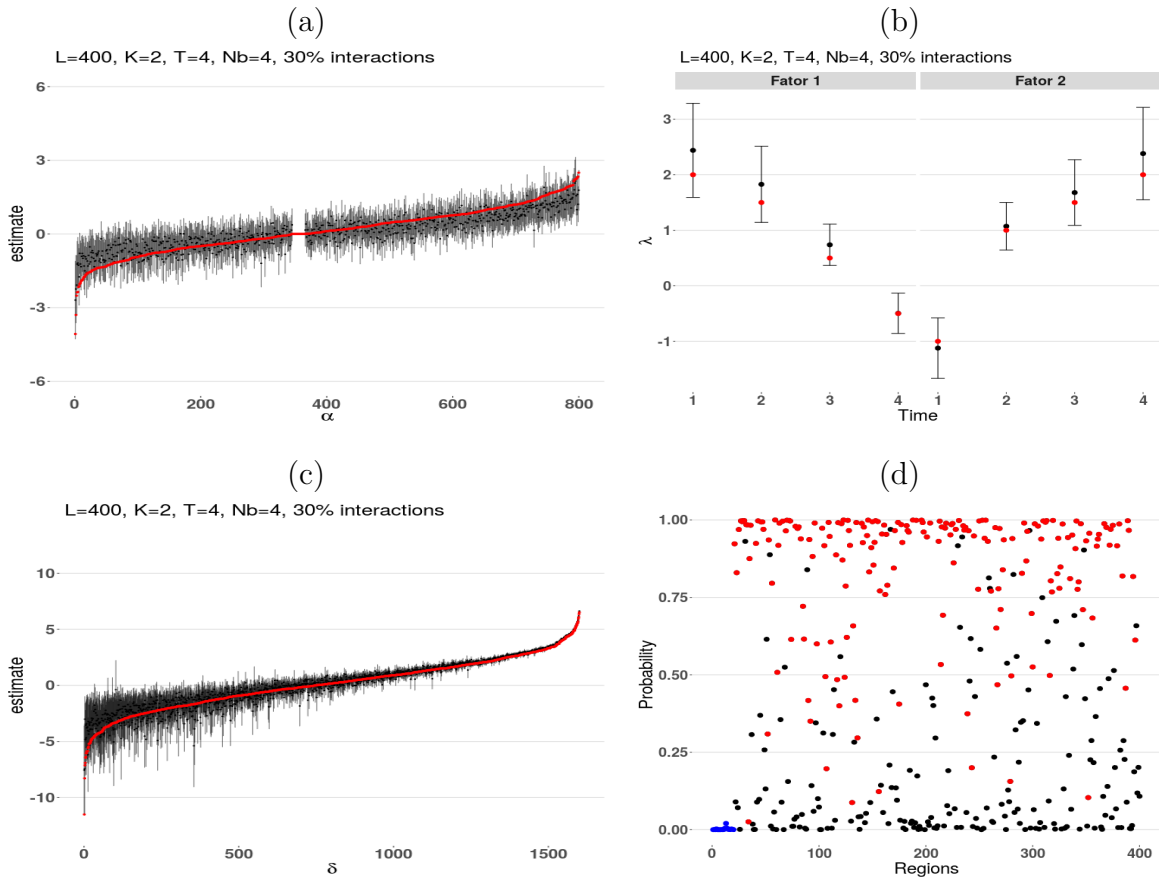 (a)
L=400, K=2, T=4, Nb=4, 30% interactions
6
3
0
-3
-6
estimate
0 200 400 600 800
α
(b)
L=400, K=2, T=4, Nb=4, 30% interactions
Fator 1 Fator 2
3
2
1
0
-1
λ
1 2 3 4 1 2 3 4
Time
(c)
L=400, K=2, T=4, Nb=4, 30% interactions
10
5
0
-5
-10
estimate
0 500 1000 1500
δ
(d)
1.00
0.75
0.50
0.25
0.00
Probability
0 100 200 300 400
Regions